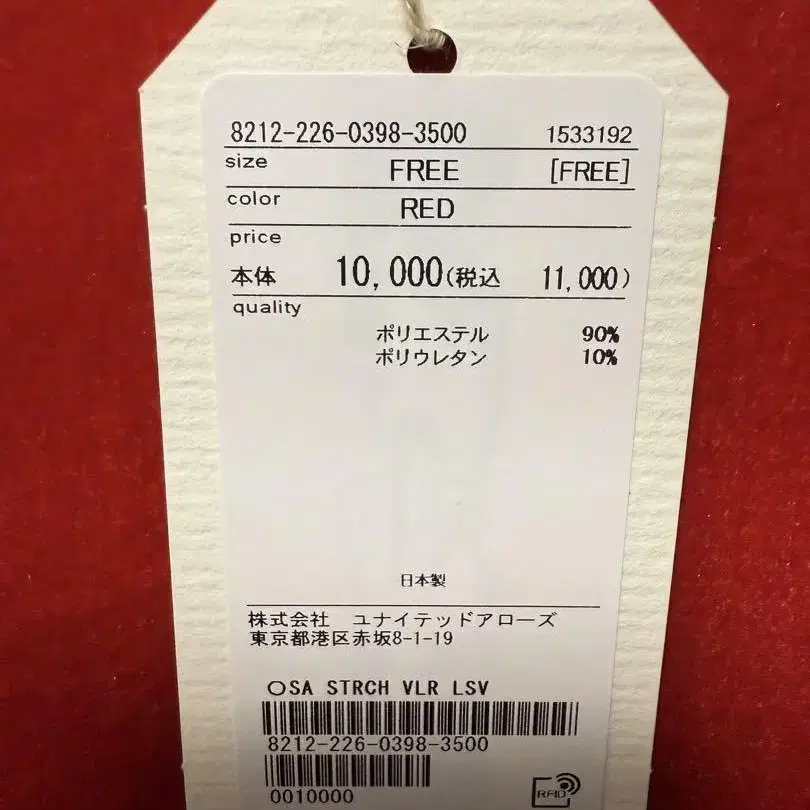 8212-226-0398-3500 1533192
size FREE [FREE]
color RED
price
本体 10,000(税込 11,000)
quality
ポリエステル 90%
ポリウレタン 10%
日本製
株式会社 ユナイテッドアローズ
東京都港区赤坂8-1-19
〇SA STRCH VLR LSV
8212-226-0398-3500
0010000
RFID